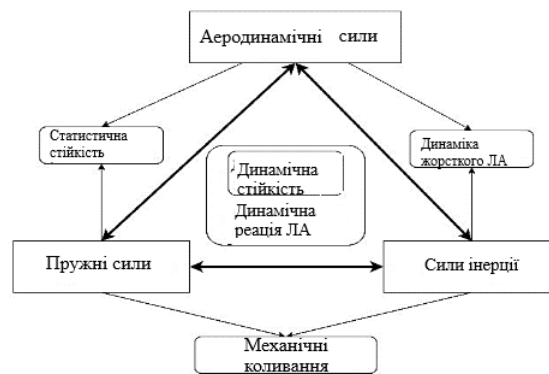 Аеродинамічні сили
Статистична
стійкість
Динаміка
жорсткого ЛА
Динамічна
стійкість
Динамічна
реація ЛА
Пружні сили
Сили інерції
Механічні
коливання